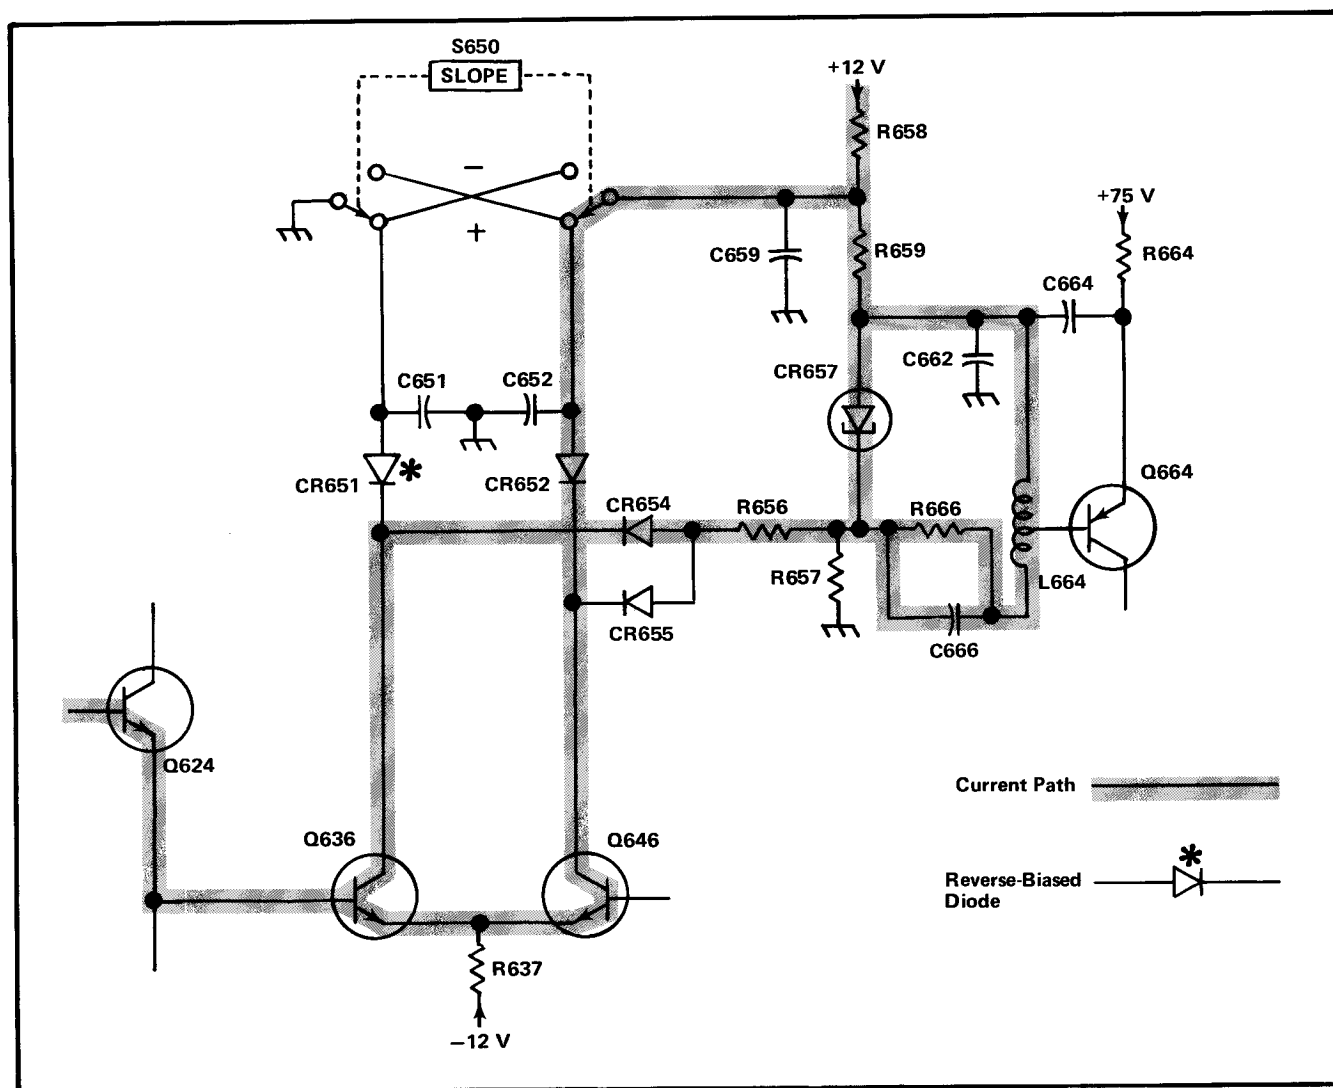 S650
SLOPE
+12 V
R658
−
+
+75 V
C659
R659
R664
C664
C662
CR657
C651
C652
CR651
*
CR652
CR654
R656
R666
Q664
R657
L664
CR655
C666
Q624
Current Path
Q636
Q646
*
Reverse-Biased
Diode
R637
−12 V